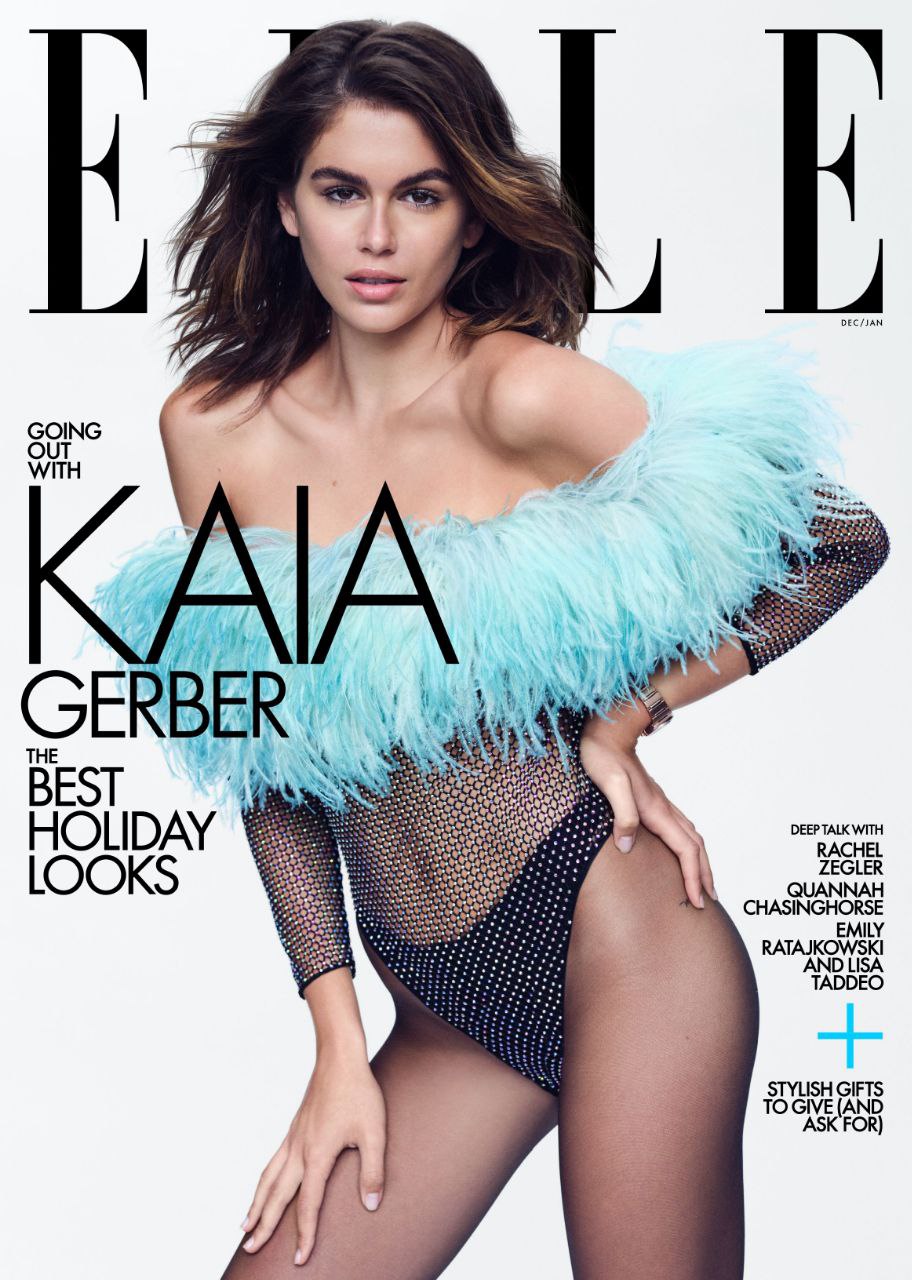 ELLE
DEC/JAN
GOING
OUT
WITH
KAIA
GERBER
THE
BEST
HOLIDAY
LOOKS
DEEP TALK WITH
RACHEL
ZEGLER
QUANNAH
CHASINGHORSE
EMILY
RATAJKOWSKI
AND LISA
TADDEO
+
STYLISH GIFTS
TO GIVE (AND
ASK FOR)